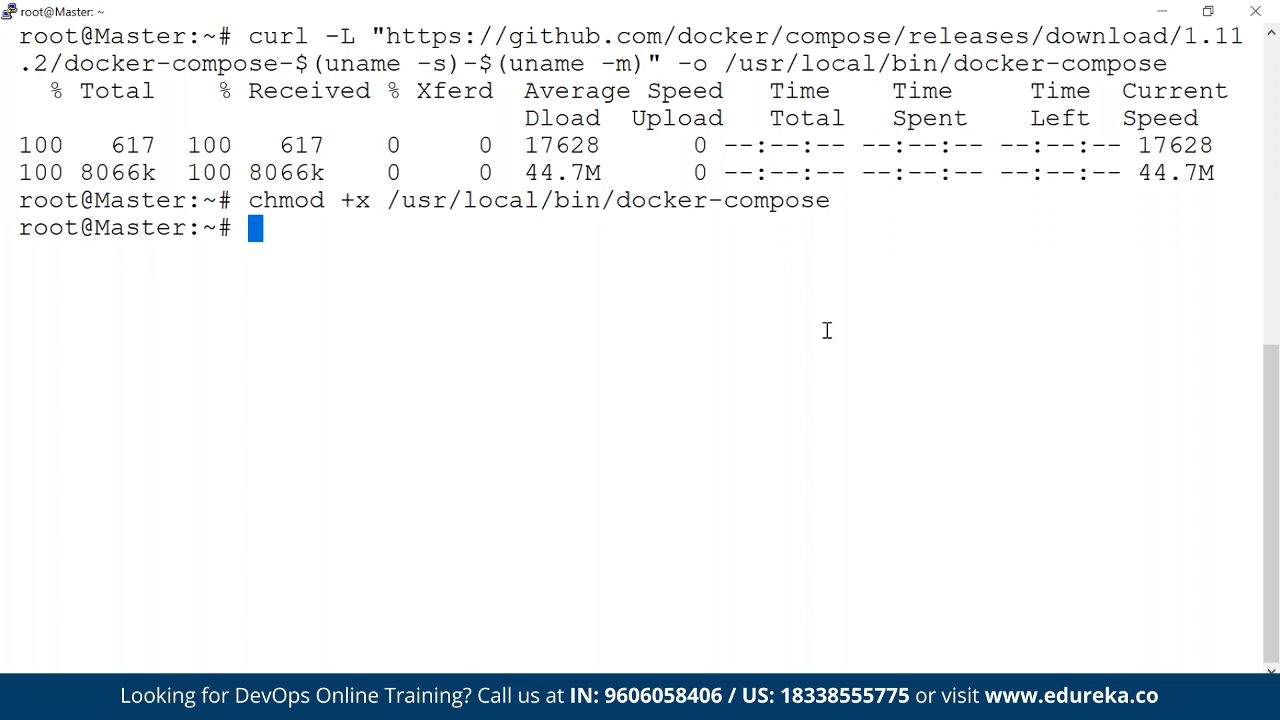 root@Master: ~
root@Master:~# curl -L "https://github.com/docker/compose/releases/download/1.11
.2/docker-compose-$(uname -s)-$(uname -m)" -o /usr/local/bin/docker-compose
% Total % Received % Xferd Average Speed Time Time Time Current
Dload Upload Total Spent Left Speed
100 617 100 617 0 0 17628 0 --:--:-- --:--:-- --:--:-- 17628
100 8066k 100 8066k 0 0 44.7M 0 --:--:-- --:--:-- --:--:-- 44.7M
root@Master:~# chmod +x /usr/local/bin/docker-compose
root@Master:~#
Looking for DevOps Online Training? Call us at IN: 9606058406 / US: 18338555775 or visit www.edureka.co